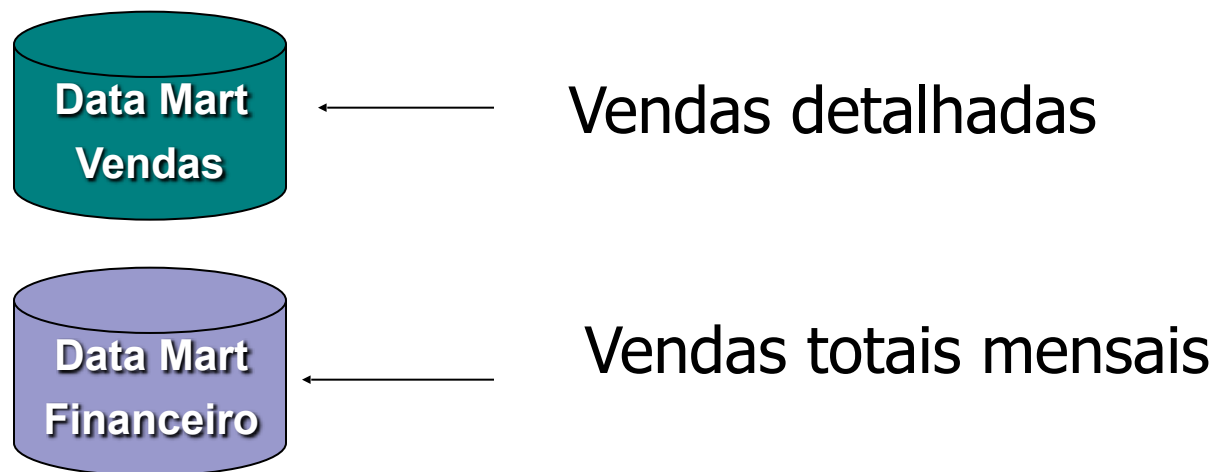 Data Mart
Vendas
Vendas detalhadas
Data Mart
Financeiro
Vendas totais mensais